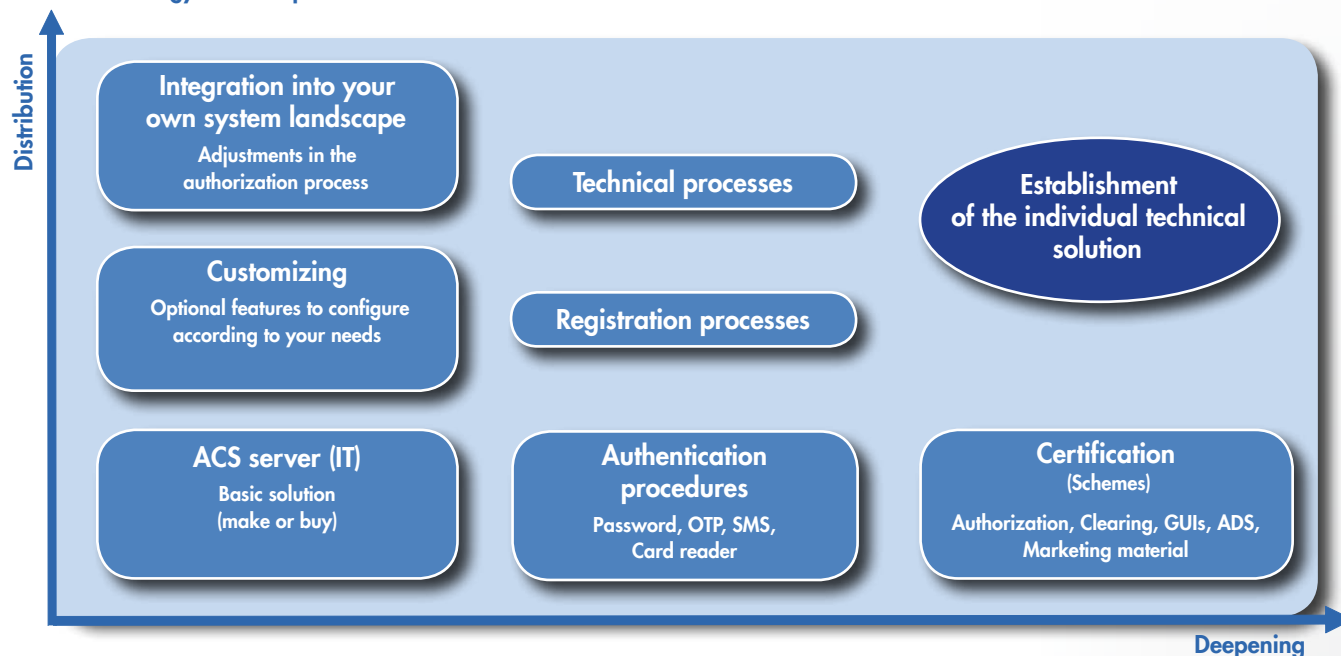 Distribution
Integration into your
own system landscape
Adjustments in the
authorization process
Customizing
Optional features to configure
according to your needs
ACS server (IT)
Basic solution
(make or buy)
Technical processes
Registration processes
Authentication
procedures
Password, OTP, SMS,
Card reader
Establishment
of the individual technical
solution
Certification
(Schemes)
Authorization, Clearing, GUIs, ADS,
Marketing material
Deepening